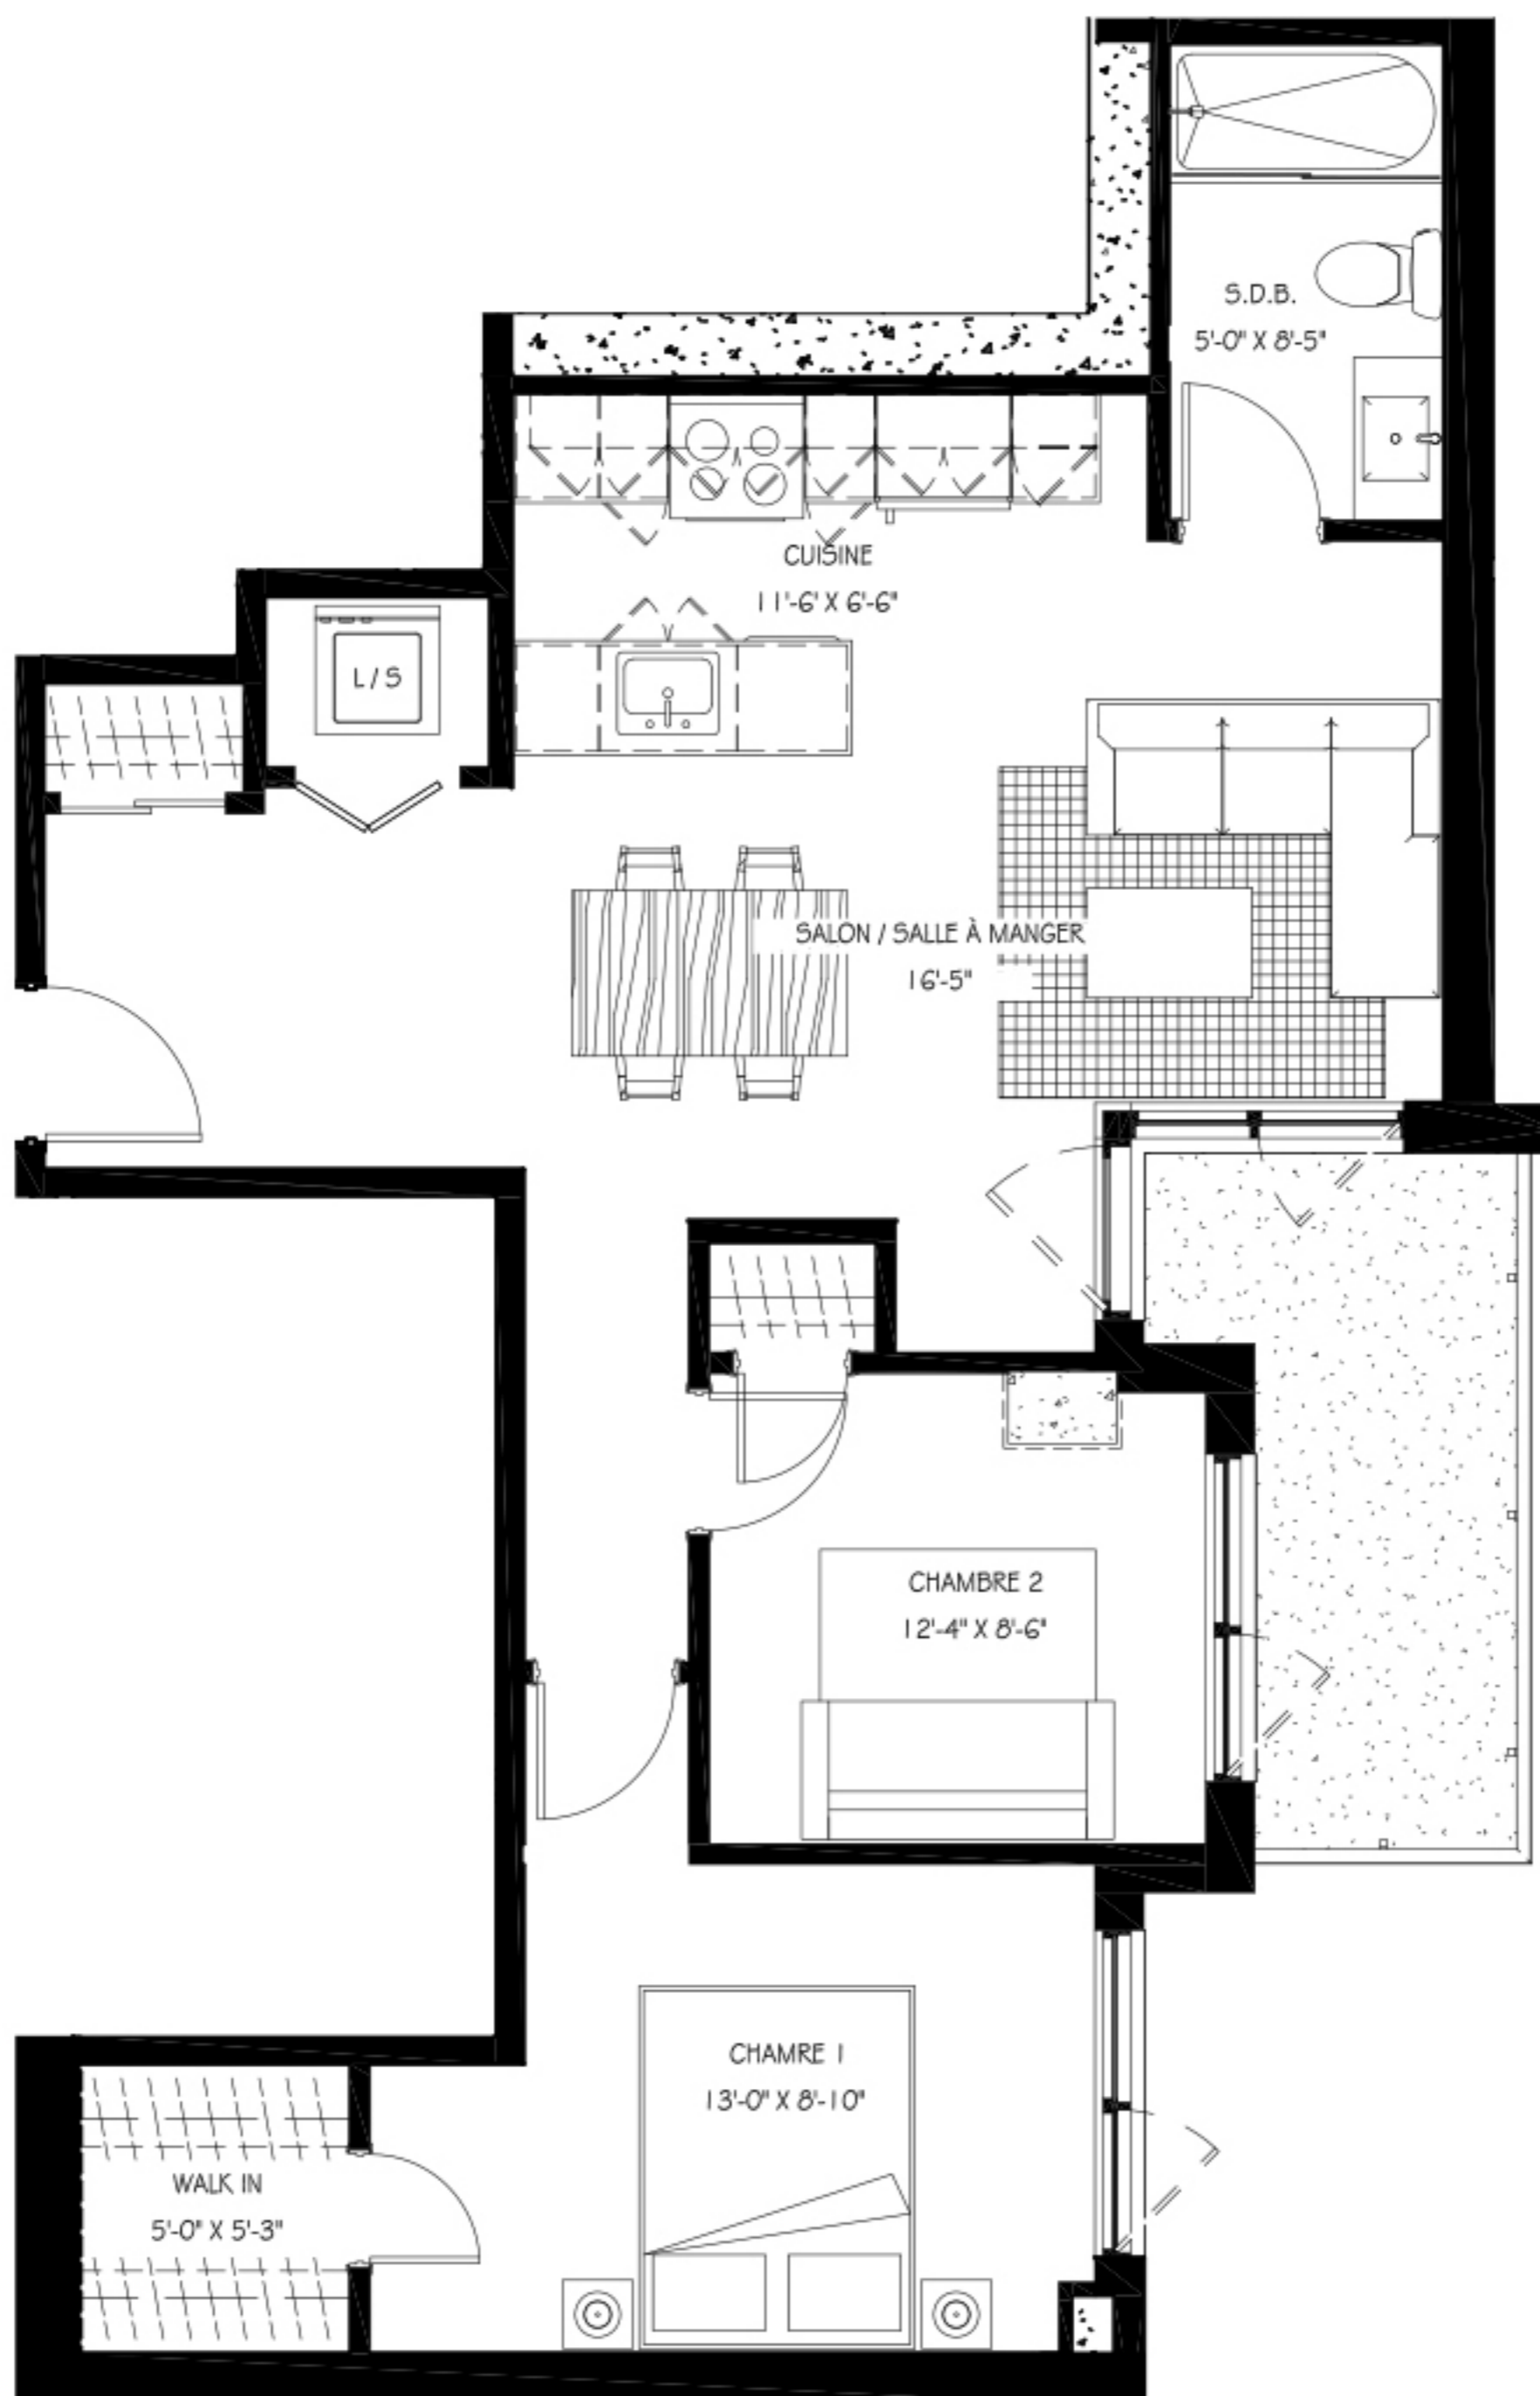 S.D.B.
5'-0" X 8'-5"
CUISINE
11'-6' X 6'-6"
L / S
SALON / SALLE À MANGER
16'-5"
CHAMBRE 2
12'-4" X 8'-6"
CHAMRE 1
13'-0" X 8'-10"
WALK IN
5'-0" X 5'-3"